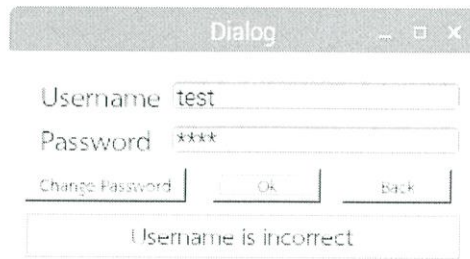 Dialog
Username test
Password ****
Change Password Ok Back
Username is incorrect